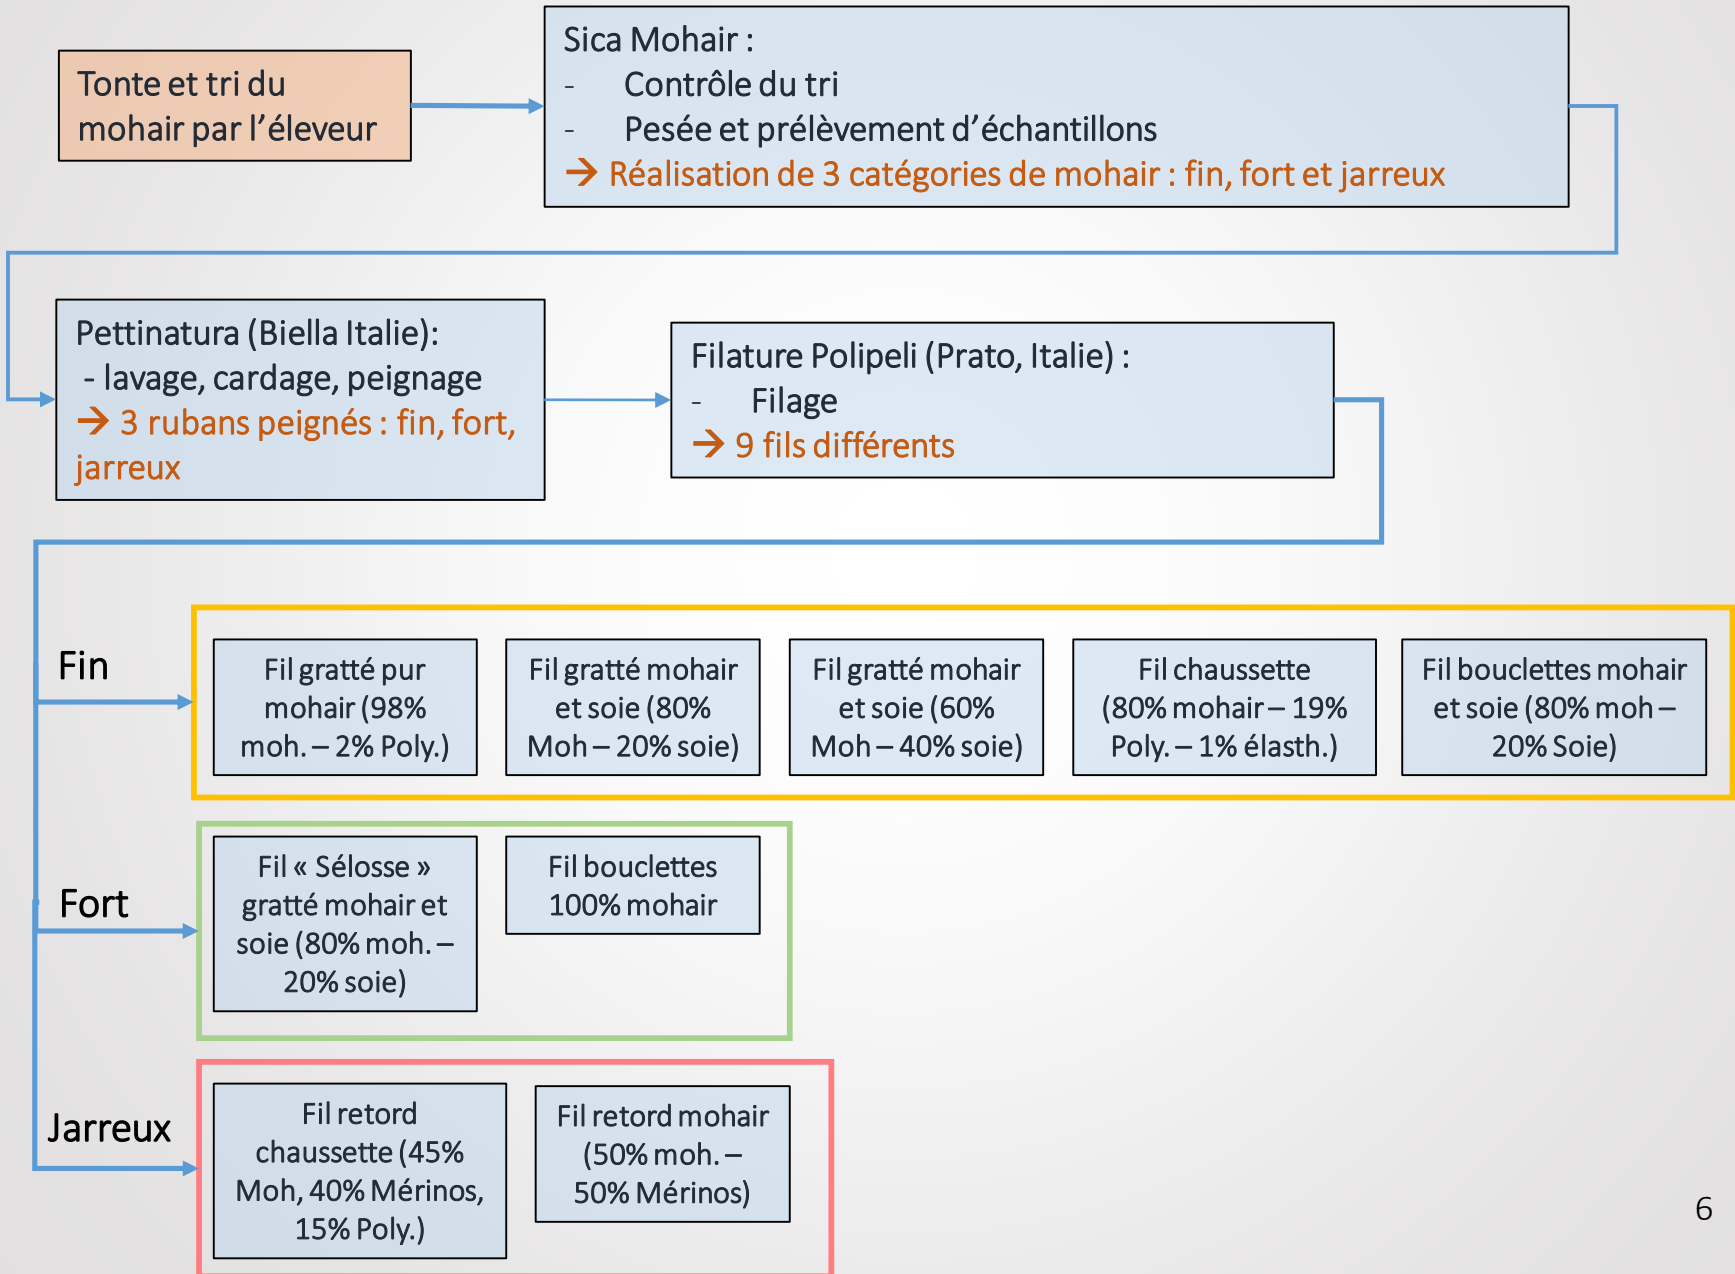 Tonte et tri du
mohair par l’éleveur
Sica Mohair :
- Contrôle du tri
- Pesée et prélèvement d’échantillons
→ Réalisation de 3 catégories de mohair : fin, fort et jarreux
Pettinatura (Biella Italie):
- lavage, cardage, peignage
→ 3 rubans peignés : fin, fort,
jarreux
Filature Polipeli (Prato, Italie) :
- Filage
→ 9 fils différents
Fin
Fil gratté pur
mohair (98%
moh. – 2% Poly.)
Fil gratté mohair
et soie (80%
Moh – 20% soie)
Fil gratté mohair
et soie (60%
Moh – 40% soie)
Fil chaussette
(80% mohair – 19%
Poly. – 1% élasth.)
Fil bouclettes mohair
et soie (80% moh –
20% Soie)
Fort
Fil « Sélosse »
gratté mohair et
soie (80% moh. –
20% soie)
Fil bouclettes
100% mohair
Jarreux
Fil retord
chaussette (45%
Moh, 40% Mérinos,
15% Poly.)
Fil retord mohair
(50% moh. –
50% Mérinos)
6